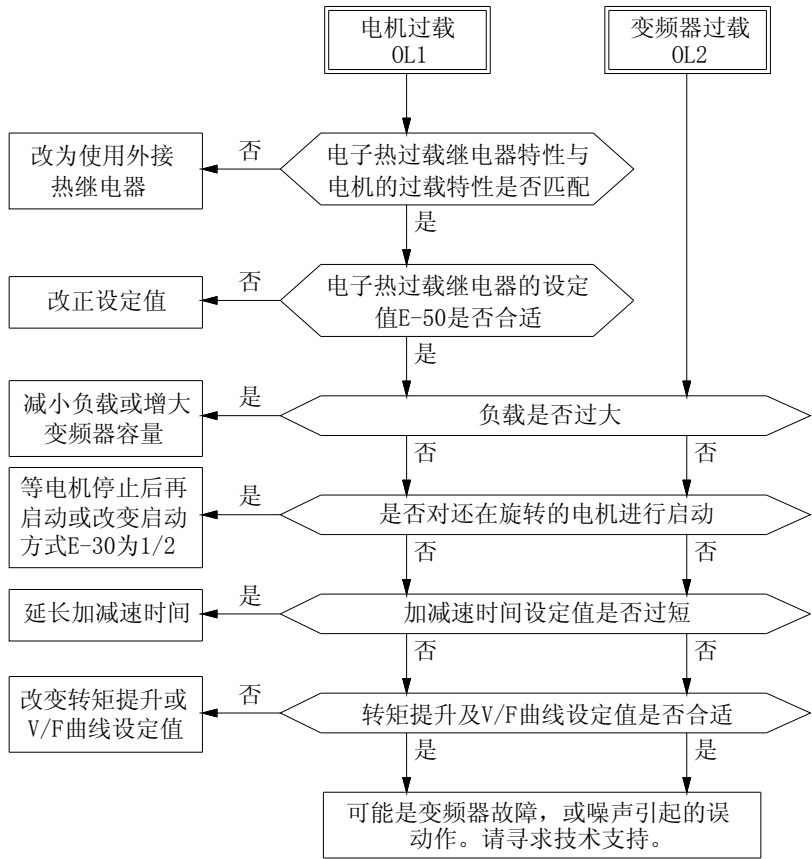 电机过载
OL1
变频器过载
OL2
改为使用外接
热继电器
否
电子热过载继电器特性与
电机的过载特性是否匹配
是
改正设定值
否
电子热过载继电器的设定
值E-50是否合适
是
减小负载或增大
变频器容量
是
负载是否过大
否
否
等电机停止后再
启动或改变启动
方式E-30为1/2
是
是否对还在旋转的电机进行启动
否
否
延长加减速时间
是
加减速时间设定值是否过短
否
否
改变转矩提升或
V/F曲线设定值
否
转矩提升及V/F曲线设定值是否合适
是
是
可能是变频器故障，或噪声引起的误
动作。请寻求技术支持。